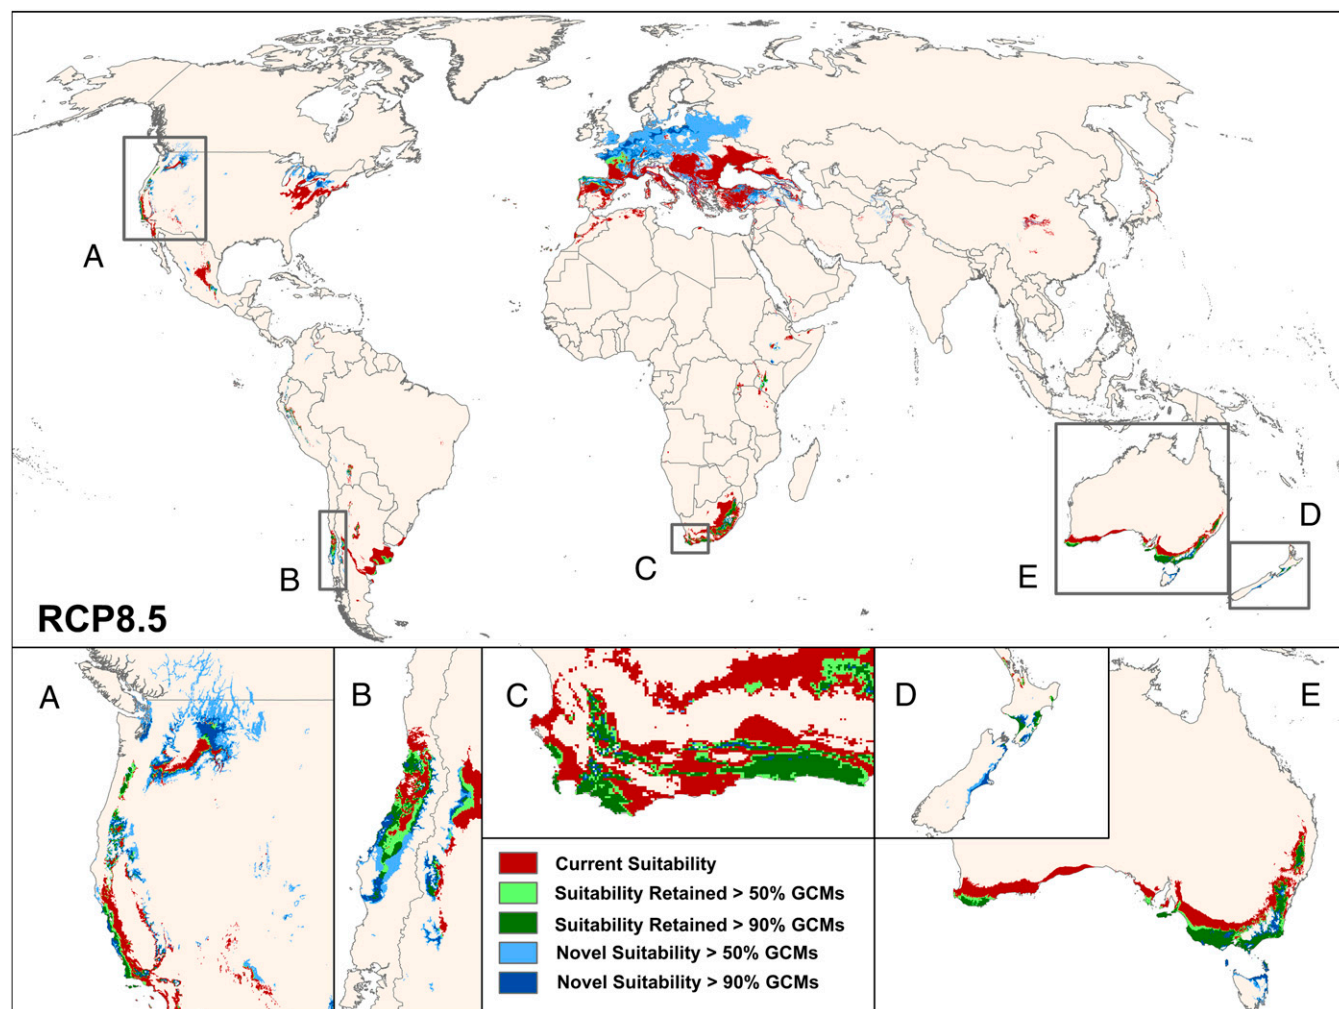 A
B
C
D
E
RCP8.5
A
B
C
D
E
Current Suitability
Suitability Retained > 50% GCMs
Suitability Retained > 90% GCMs
Novel Suitability > 50% GCMs
Novel Suitability > 90% GCMs